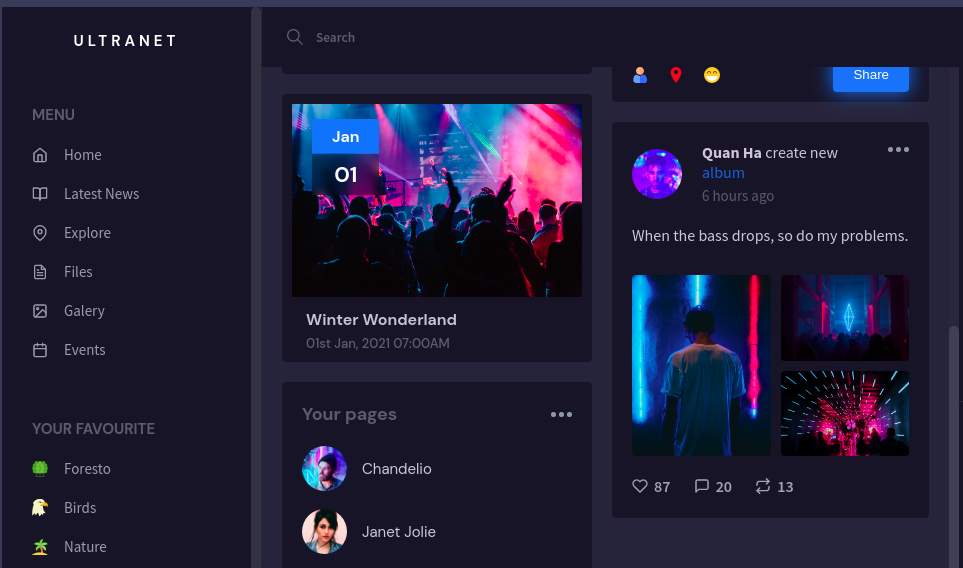 ULTRANET
Search
MENU
Home
Latest News
Explore
Files
Galery
Events
YOUR FAVOURITE
Foresto
Birds
Nature
Jan
01
Winter Wonderland
01st Jan, 2021 07:00AM
Your pages
Chandelio
Janet Jolie
Share
Quan Ha create new
album
6 hours ago
When the bass drops, so do my problems.
87 20 13